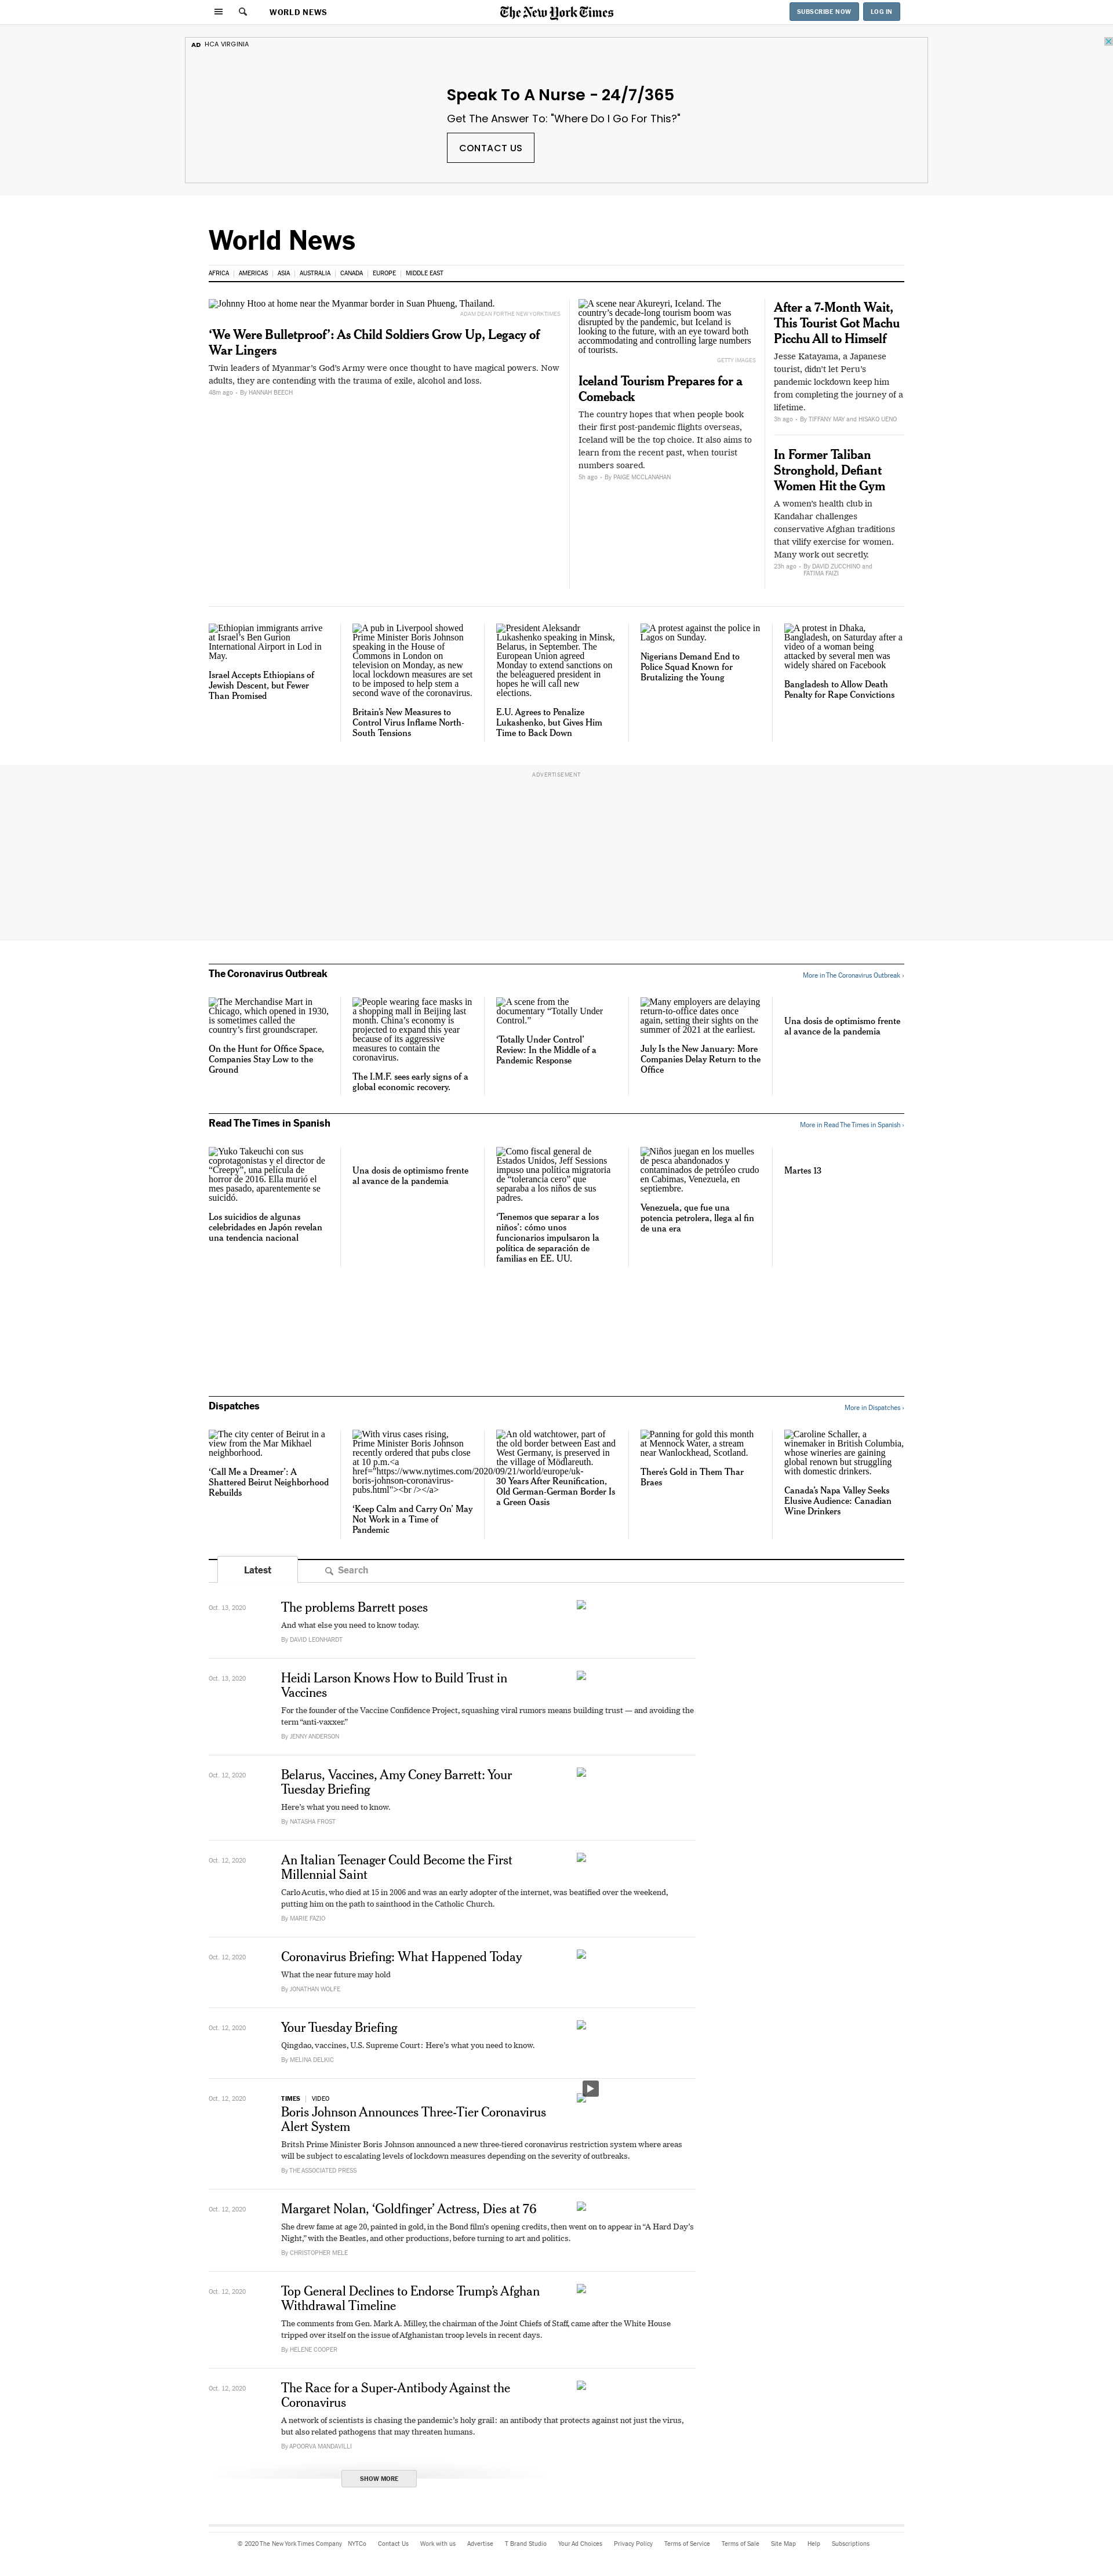 WORLD NEWS
The New York Times
SUBSCRIBE NOW
LOG IN
AD HCA VIRGINIA
Speak To A Nurse - 24/7/365
Get The Answer To: "Where Do I Go For This?"
CONTACT US
World News
AFRICA | AMERICAS | ASIA | AUSTRALIA | CANADA | EUROPE | MIDDLE EAST
Johnny Htoo at home near the Myanmar border in Suan Phueng, Thailand.
ADAM DEAN FOR THE NEW YORK TIMES
‘We Were Bulletproof’: As Child Soldiers Grow Up, Legacy of
War Lingers
Twin leaders of Myanmar’s God’s Army were once thought to have magical powers. Now
adults, they are contending with the trauma of exile, alcohol and loss.
48m ago · By HANNAH BEECH
A scene near Akureyri, Iceland. The
country’s decade-long tourism boom was
disrupted by the pandemic, but Iceland is
looking to the future, with an eye toward both
accommodating and controlling large numbers
of tourists.
GETTY IMAGES
Iceland Tourism Prepares for a
Comeback
The country hopes that when people book
their first post-pandemic flights overseas,
Iceland will be the top choice. It also aims to
learn from the recent past, when tourist
numbers soared.
5h ago · By PAIGE MCCLANAHAN
After a 7-Month Wait,
This Tourist Got Machu
Picchu All to Himself
Jesse Katayama, a Japanese
tourist, didn’t let Peru’s
pandemic lockdown keep him
from completing the journey of a
lifetime.
3h ago · By TIFFANY MAY and HISAKO UENO
In Former Taliban
Stronghold, Defiant
Women Hit the Gym
A women’s health club in
Kandahar challenges
conservative Afghan traditions
that vilify exercise for women.
Many work out secretly.
23h ago · By DAVID ZUCCHINO and
FATIMA FAIZI
Ethiopian immigrants arrive
at Israel’s Ben Gurion
International Airport in Lod in
May.
Israel Accepts Ethiopians of
Jewish Descent, but Fewer
Than Promised
A pub in Liverpool showed
Prime Minister Boris Johnson
speaking in the House of
Commons in London on
television on Monday, as new
local lockdown measures are set
to be imposed to help stem a
second wave of the coronavirus.
Britain’s New Measures to
Control Virus Inflame North-
South Tensions
President Aleksandr
Lukashenko speaking in Minsk,
Belarus, in September. The
European Union agreed
Monday to extend sanctions on
the beleaguered president in
hopes he will call new
elections.
E.U. Agrees to Penalize
Lukashenko, but Gives Him
Time to Back Down
A protest against the police in
Lagos on Sunday.
Nigerians Demand End to
Police Squad Known for
Brutalizing the Young
A protest in Dhaka,
Bangladesh, on Saturday after a
video of a woman being
attacked by several men was
widely shared on Facebook
Bangladesh to Allow Death
Penalty for Rape Convictions
ADVERTISEMENT
The Coronavirus Outbreak
More in The Coronavirus Outbreak ›
The Merchandise Mart in
Chicago, which opened in 1930,
is sometimes called the
country’s first groundscraper.
On the Hunt for Office Space,
Companies Stay Low to the
Ground
People wearing face masks in
a shopping mall in Beijing last
month. China’s economy is
projected to expand this year
because of its aggressive
measures to contain the
coronavirus.
The I.M.F. sees early signs of a
global economic recovery.
A scene from the
documentary “Totally Under
Control.”
‘Totally Under Control’
Review: In the Middle of a
Pandemic Response
Many employers are delaying
return-to-office dates once
again, setting their sights on the
summer of 2021 at the earliest.
July Is the New January: More
Companies Delay Return to the
Office
Una dosis de optimismo frente
al avance de la pandemia
Read The Times in Spanish
More in Read The Times in Spanish ›
Yuko Takeuchi con sus
coprotagonistas y el director de
“Creepy”, una película de
horror de 2016. Ella murió el
mes pasado, aparentemente se
suicidó.
Los suicidios de algunas
celebridades en Japón revelan
una tendencia nacional
Una dosis de optimismo frente
al avance de la pandemia
Como fiscal general de
Estados Unidos, Jeff Sessions
impuso una política migratoria
de “tolerancia cero” que
separaba a los niños de sus
padres.
‘Tenemos que separar a los
niños’: cómo unos
funcionarios impulsaron la
política de separación de
familias en EE. UU.
Niños juegan en los muelles
de pesca abandonados y
contaminados de petróleo crudo
en Cabimas, Venezuela, en
septiembre.
Venezuela, que fue una
potencia petrolera, llega al fin
de una era
Martes 13
Dispatches
More in Dispatches ›
The city center of Beirut in a
view from the Mar Mikhael
neighborhood.
‘Call Me a Dreamer’: A
Shattered Beirut Neighborhood
Rebuilds
With virus cases rising,
Prime Minister Boris Johnson
recently ordered that pubs close
at 10 p.m.<a
href="https://www.nytimes.com/2020/09/21/world/europe/uk-
boris-johnson-coronavirus-
pubs.html"><br /></a>
‘Keep Calm and Carry On’ May
Not Work in a Time of
Pandemic
An old watchtower, part of
the old border between East and
West Germany, is preserved in
the village of Mödlareuth.
30 Years After Reunification,
Old German-German Border Is
a Green Oasis
Panning for gold this month
at Mennock Water, a stream
near Wanlockhead, Scotland.
There’s Gold in Them Thar
Braes
Caroline Schaller, a
winemaker in British Columbia,
whose wineries are gaining
global renown but struggling
with domestic drinkers.
Canada’s Napa Valley Seeks
Elusive Audience: Canadian
Wine Drinkers
Latest
Search
Oct. 13, 2020
The problems Barrett poses
And what else you need to know today.
By DAVID LEONHARDT
Oct. 13, 2020
Heidi Larson Knows How to Build Trust in
Vaccines
For the founder of the Vaccine Confidence Project, squashing viral rumors means building trust — and avoiding the
term “anti-vaxxer.”
By JENNY ANDERSON
Oct. 12, 2020
Belarus, Vaccines, Amy Coney Barrett: Your
Tuesday Briefing
Here’s what you need to know.
By NATASHA FROST
Oct. 12, 2020
An Italian Teenager Could Become the First
Millennial Saint
Carlo Acutis, who died at 15 in 2006 and was an early adopter of the internet, was beatified over the weekend,
putting him on the path to sainthood in the Catholic Church.
By MARIE FAZIO
Oct. 12, 2020
Coronavirus Briefing: What Happened Today
What the near future may hold
By JONATHAN WOLFE
Oct. 12, 2020
Your Tuesday Briefing
Qingdao, vaccines, U.S. Supreme Court: Here’s what you need to know.
By MELINA DELKIC
Oct. 12, 2020
TIMES | VIDEO
Boris Johnson Announces Three-Tier Coronavirus
Alert System
Britsh Prime Minister Boris Johnson announced a new three-tiered coronavirus restriction system where areas
will be subject to escalating levels of lockdown measures depending on the severity of outbreaks.
By THE ASSOCIATED PRESS
Oct. 12, 2020
Margaret Nolan, ‘Goldfinger’ Actress, Dies at 76
She drew fame at age 20, painted in gold, in the Bond film’s opening credits, then went on to appear in “A Hard Day’s
Night,” with the Beatles, and other productions, before turning to art and politics.
By CHRISTOPHER MELE
Oct. 12, 2020
Top General Declines to Endorse Trump’s Afghan
Withdrawal Timeline
The comments from Gen. Mark A. Milley, the chairman of the Joint Chiefs of Staff, came after the White House
tripped over itself on the issue of Afghanistan troop levels in recent days.
By HELENE COOPER
Oct. 12, 2020
The Race for a Super-Antibody Against the
Coronavirus
A network of scientists is chasing the pandemic’s holy grail: an antibody that protects against not just the virus,
but also related pathogens that may threaten humans.
By APOORVA MANDAVILLI
SHOW MORE
© 2020 The New York Times Company NYTCo Contact Us Work with us Advertise T Brand Studio Your Ad Choices Privacy Policy Terms of Service Terms of Sale Site Map Help Subscriptions